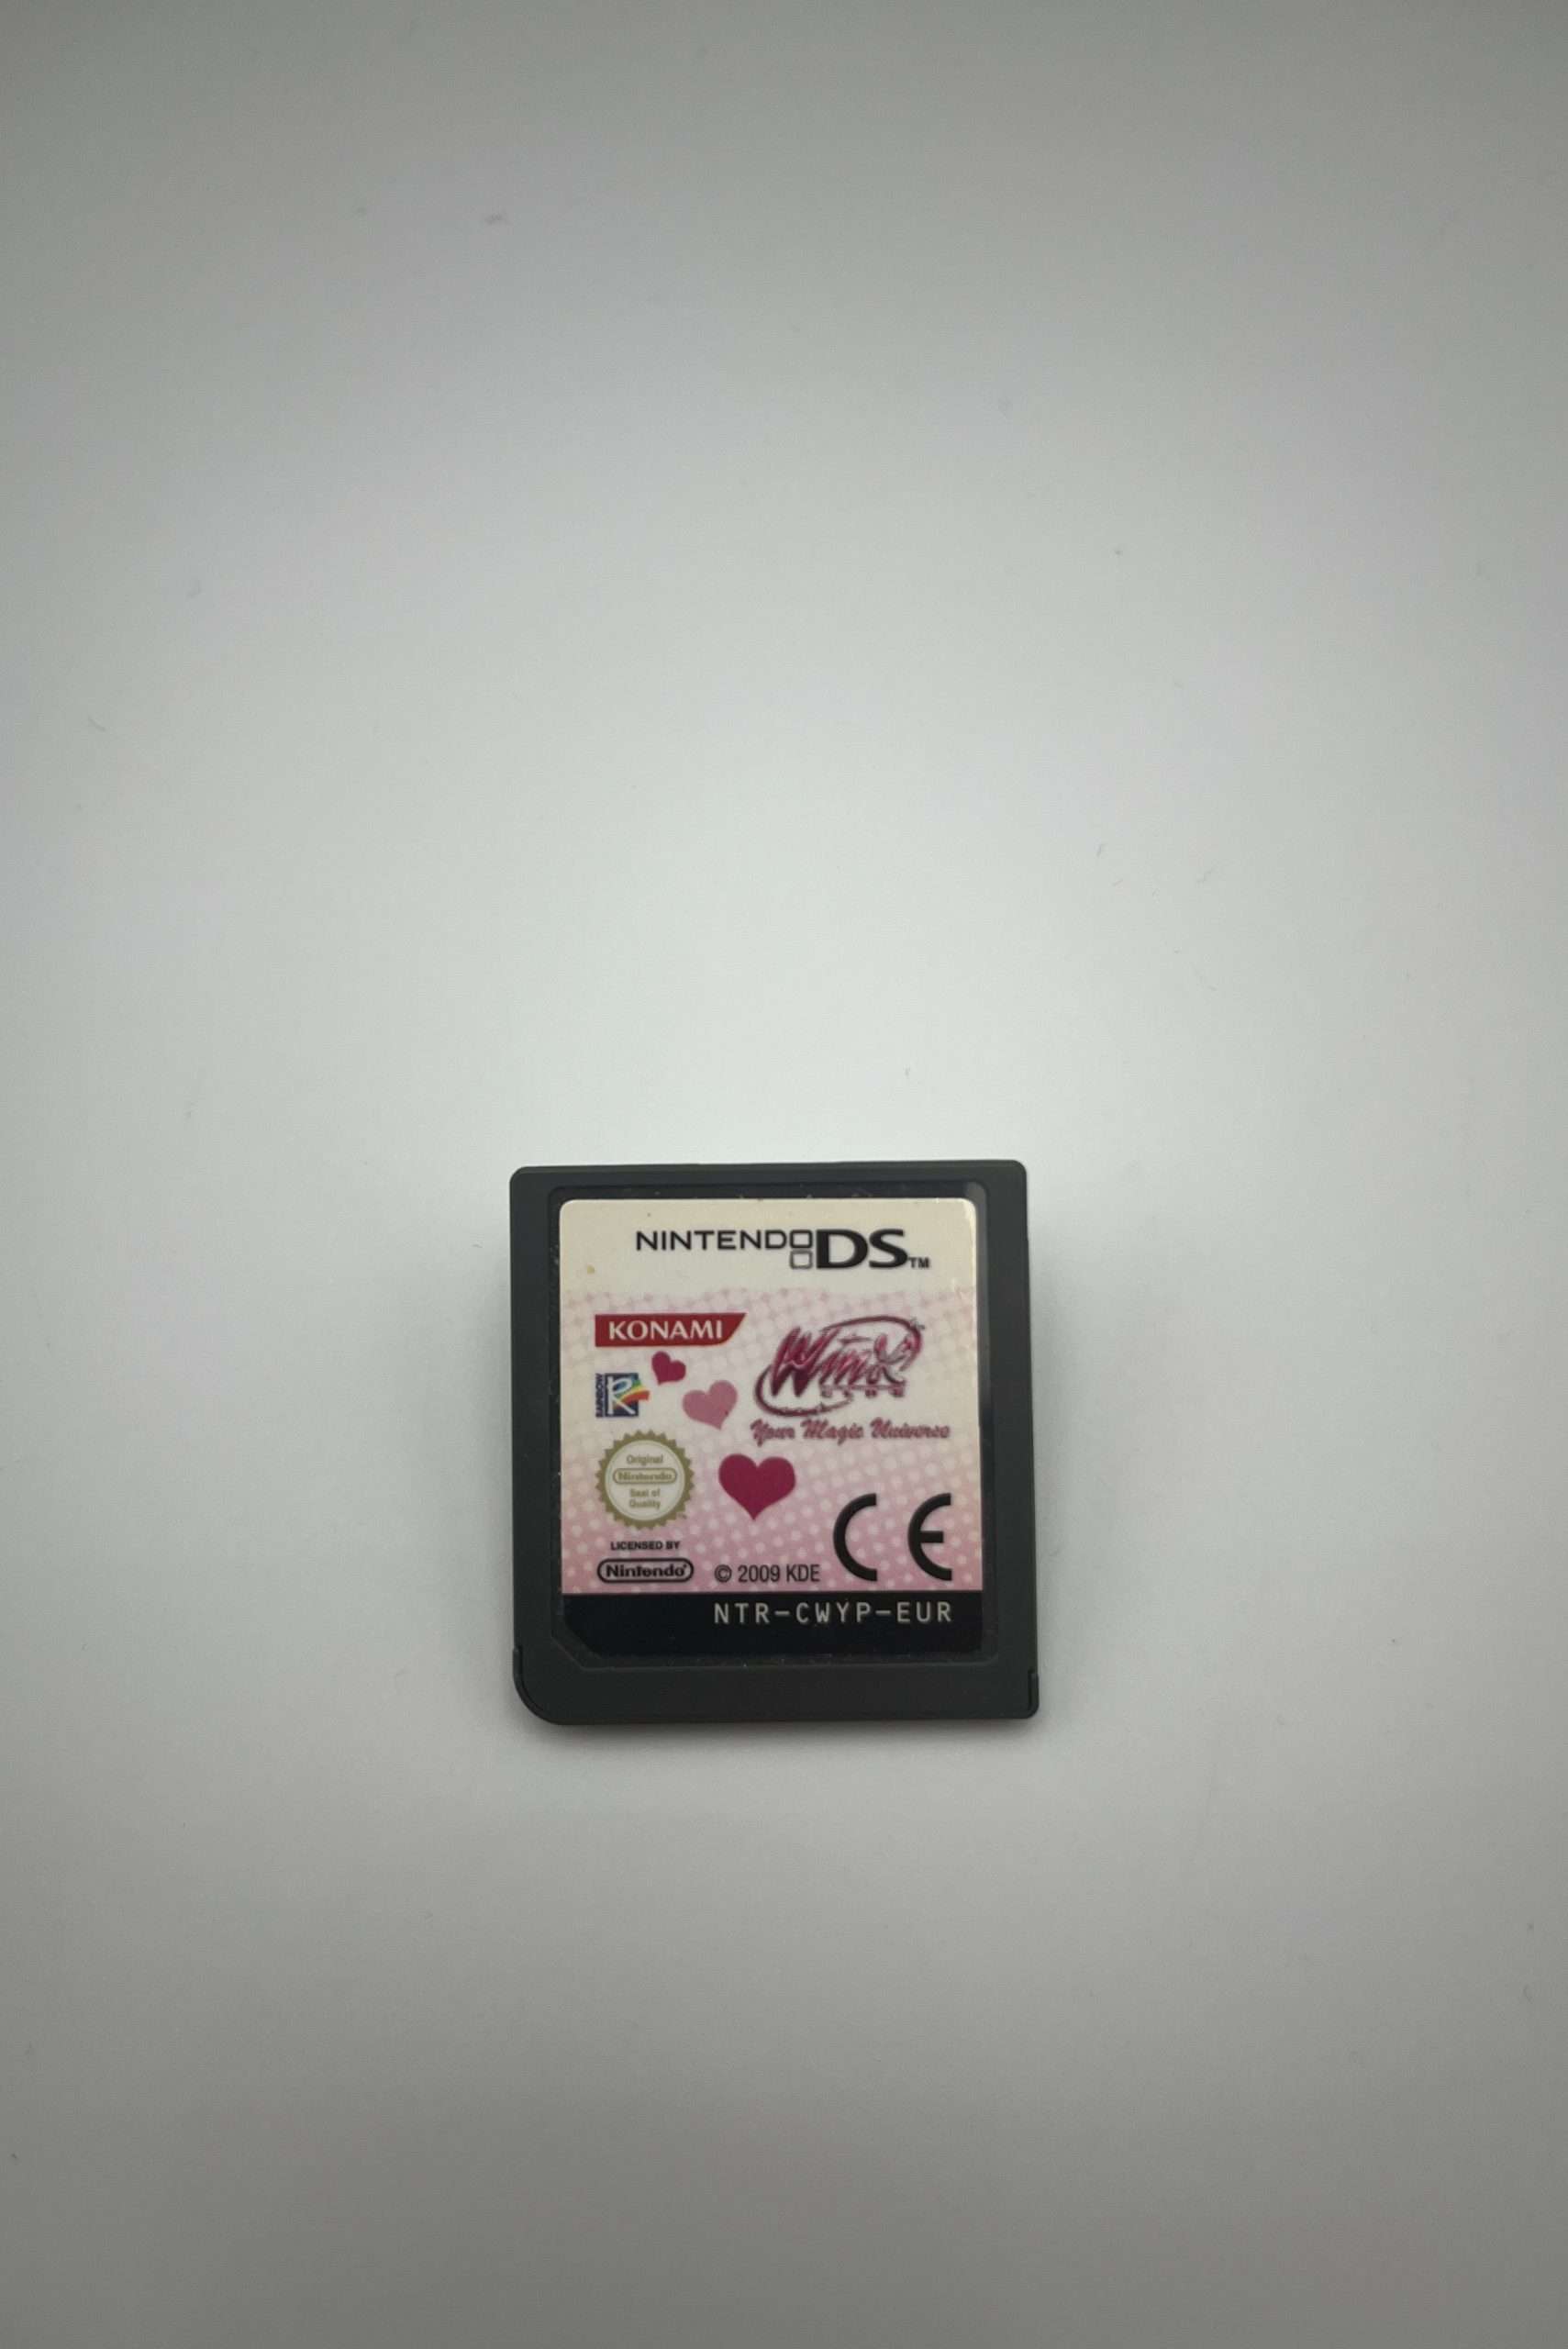 NINTENDO DS™
KONAMI
Winx
CLUB
RAINBOW
Your Magic Universe
Original
Nintendo
Seal of
Quality
LICENSED BY
Nintendo®
© 2009 KDE
CE
NTR-CWYP-EUR